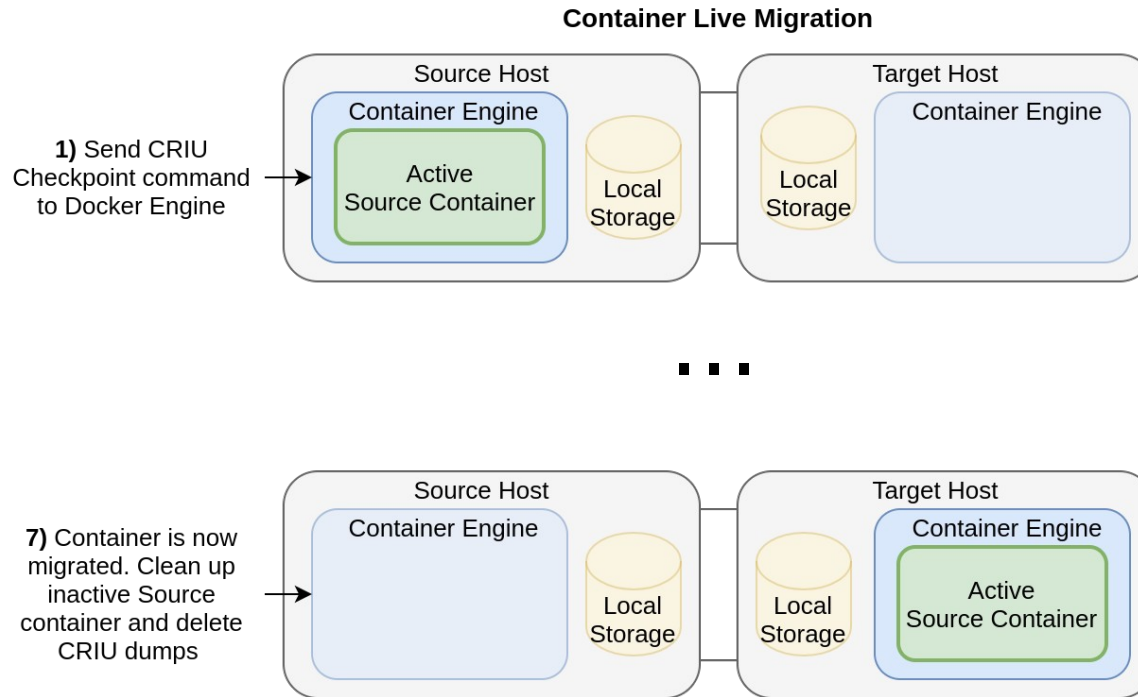 Container Live Migration
Source Host
Target Host
Container Engine
Container Engine
1) Send CRIU
Checkpoint command
to Docker Engine
Active
Source Container
Local
Storage
Local
Storage
...
Source Host
Target Host
Container Engine
Container Engine
7) Container is now
migrated. Clean up
inactive Source
container and delete
CRIU dumps
Local
Storage
Local
Storage
Active
Source Container